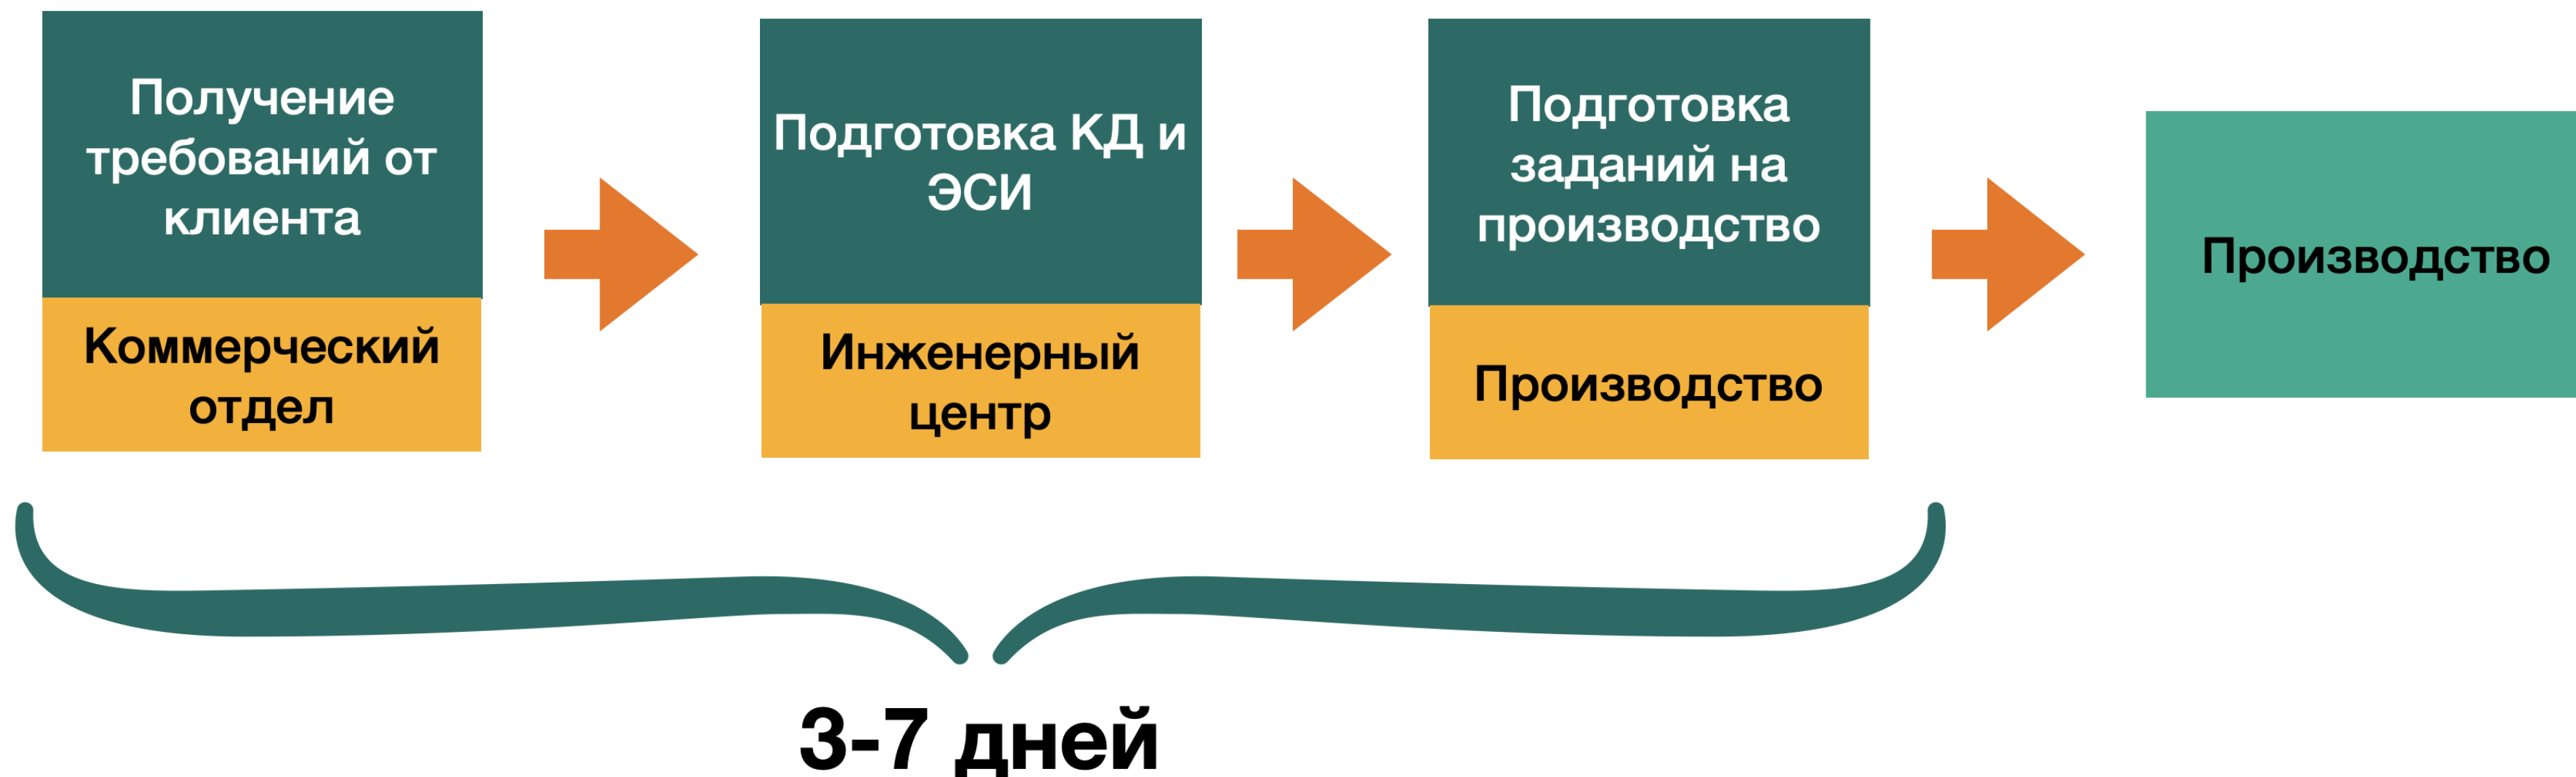 Получение
требований от
клиента
Коммерческий
отдел
Подготовка КД и
ЭСИ
Инженерный
центр
Подготовка
заданий на
производство
Производство
Производство
3-7 дней